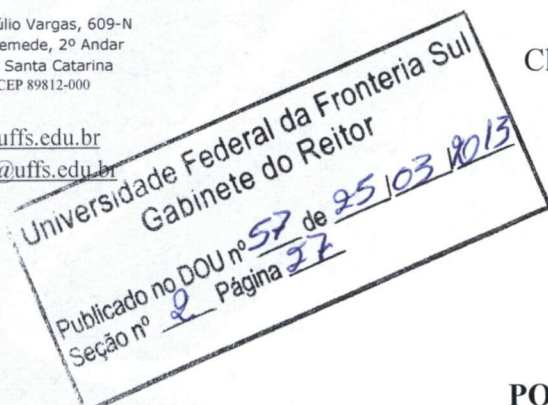 úlio Vargas, 609-N
emede, 2º Andar
Santa Catarina
CEP 89812-000
uffs.edu.br
@uffs.edu.br
Universidade Federal da Fronteria Sul
Gabinete do Reitor
Publicado no DOU nº 57 de 25/03/2013
Seção nº 2 Página 27
PO